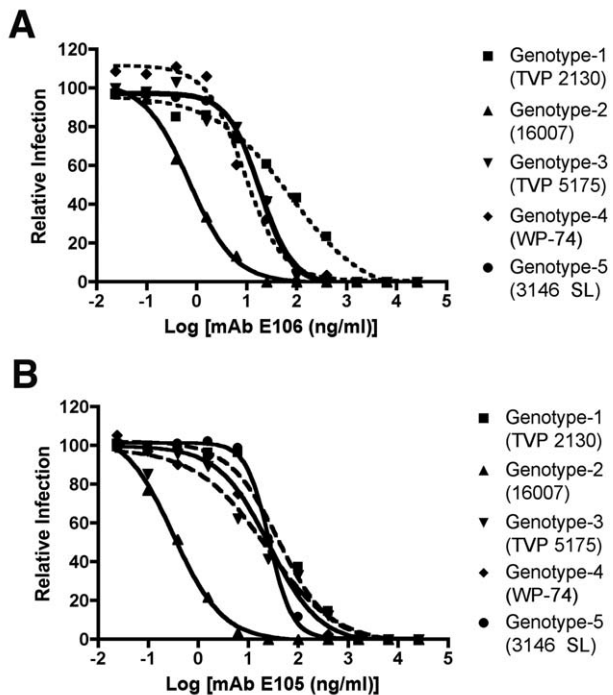 A
120
100
80
60
40
20
0
Relative Infection
-2 -1 0 1 2 3 4 5
Log [mAb E106 (ng/ml)]
Genotype-1
(TVP 2130)
Genotype-2
(16007)
Genotype-3
(TVP 5175)
Genotype-4
(WP-74)
Genotype-5
(3146 SL)
B
120
100
80
60
40
20
0
Relative Infection
-2 -1 0 1 2 3 4 5
Log [mAb E105 (ng/ml)]
Genotype-1
(TVP 2130)
Genotype-2
(16007)
Genotype-3
(TVP 5175)
Genotype-4
(WP-74)
Genotype-5
(3146 SL)